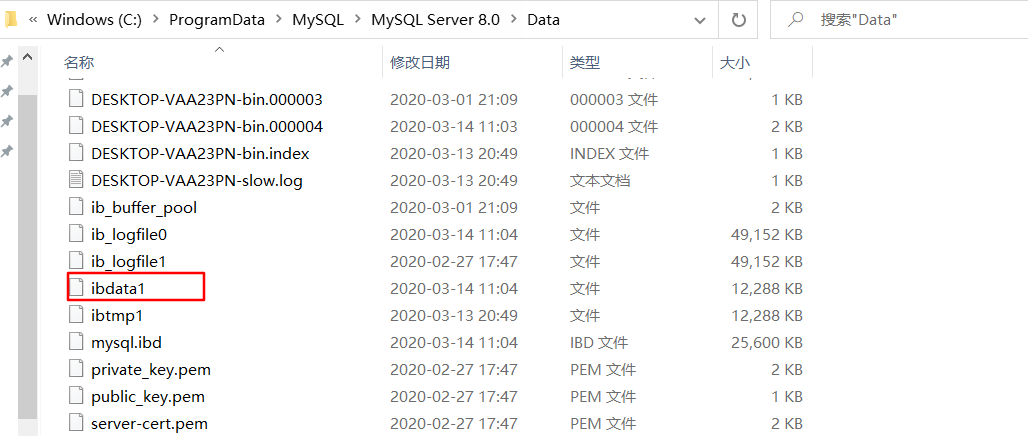 « Windows (C:) > ProgramData > MySQL > MySQL Server 8.0 > Data 搜索"Data"
名称 修改日期 类型 大小
DESKTOP-VAA23PN-bin.000003 2020-03-01 21:09 000003 文件 1 KB
DESKTOP-VAA23PN-bin.000004 2020-03-14 11:03 000004 文件 2 KB
DESKTOP-VAA23PN-bin.index 2020-03-13 20:49 INDEX 文件 1 KB
DESKTOP-VAA23PN-slow.log 2020-03-13 20:49 文本文档 1 KB
ib_buffer_pool 2020-03-01 21:09 文件 2 KB
ib_logfile0 2020-03-14 11:04 文件 49,152 KB
ib_logfile1 2020-02-27 17:47 文件 49,152 KB
ibdata1 2020-03-14 11:04 文件 12,288 KB
ibtmp1 2020-03-13 20:49 文件 12,288 KB
mysql.ibd 2020-03-14 11:04 IBD 文件 25,600 KB
private_key.pem 2020-02-27 17:47 PEM 文件 2 KB
public_key.pem 2020-02-27 17:47 PEM 文件 1 KB
server-cert.pem 2020-02-27 17:47 PEM 文件 2 KB